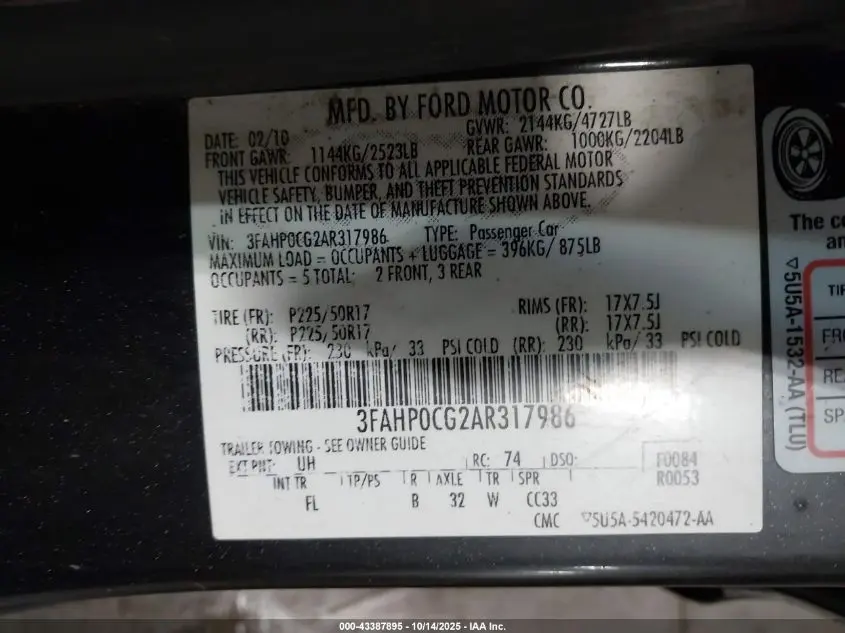 MFD. BY FORD MOTOR CO.
DATE: 02/10 GVWR: 2144KG/4727LB
FRONT GAWR: 1144KG/2523LB REAR GAWR: 1000KG/2204LB
THIS VEHICLE CONFORMS TO ALL APPLICABLE FEDERAL MOTOR
VEHICLE SAFETY, BUMPER, AND THEFT PREVENTION STANDARDS
IN EFFECT ON THE DATE OF MANUFACTURE SHOWN ABOVE.
VIN: 3FAHP0CG2AR317986 TYPE: Passenger Car
MAXIMUM LOAD = OCCUPANTS + LUGGAGE = 396KG/ 875LB
OCCUPANTS = 5 TOTAL: 2 FRONT, 3 REAR
TIRE (FR): P225/50R17 RIMS (FR): 17X7.5J
(RR): P225/50R17 (RR): 17X7.5J
PRESSURE (FR): 230 kPa/ 33 PSI COLD (RR): 230 kPa/ 33 PSI COLD
3FAHP0CG2AR317986
TRAILER TOWING - SEE OWNER GUIDE
EXT PNT: UH RC: 74 DSO: F0084
R0053
INT TR TP/PS R AXLE TR SPR
FL B 32 W CC33
CMC ▽5U5A-5420472-AA
The co
an
▽5U5A-1532-AA (TLU)
TIR
FRO
RE
SP
000-43387895 - 10/14/2025 - IAA Inc.